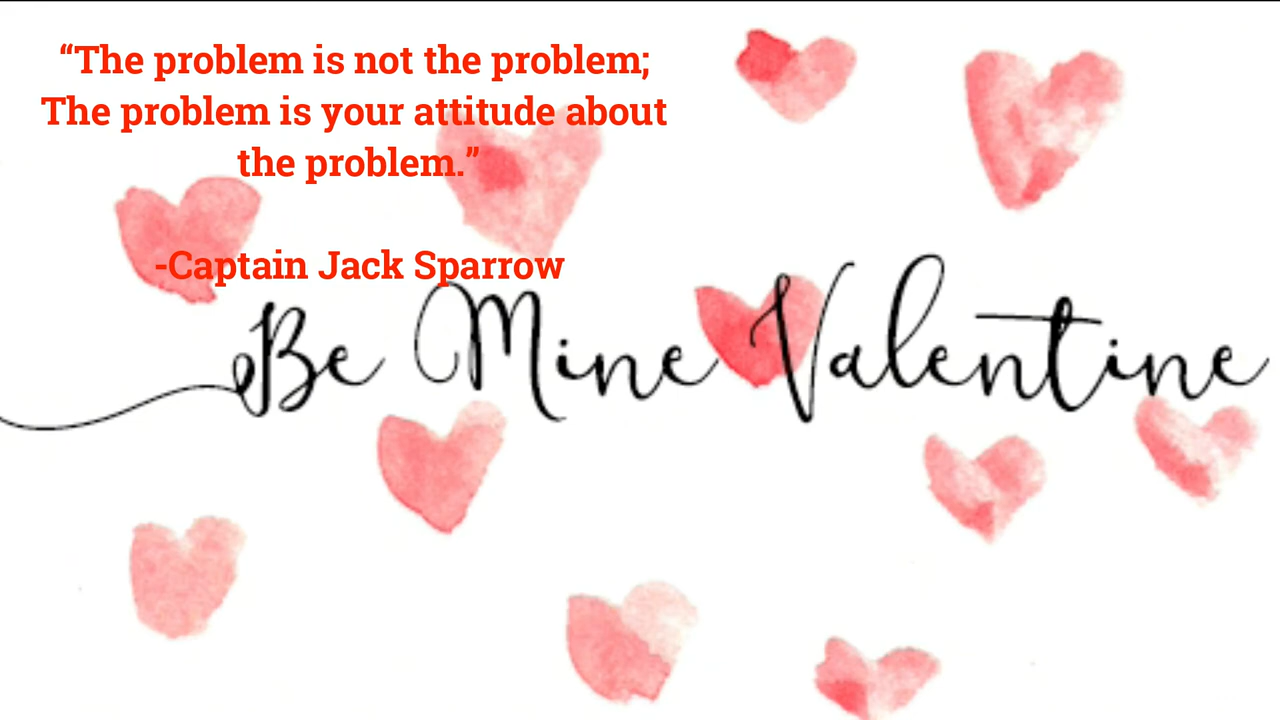 “The problem is not the problem;
The problem is your attitude about
the problem.”
-Captain Jack Sparrow
Be Mine Valentine